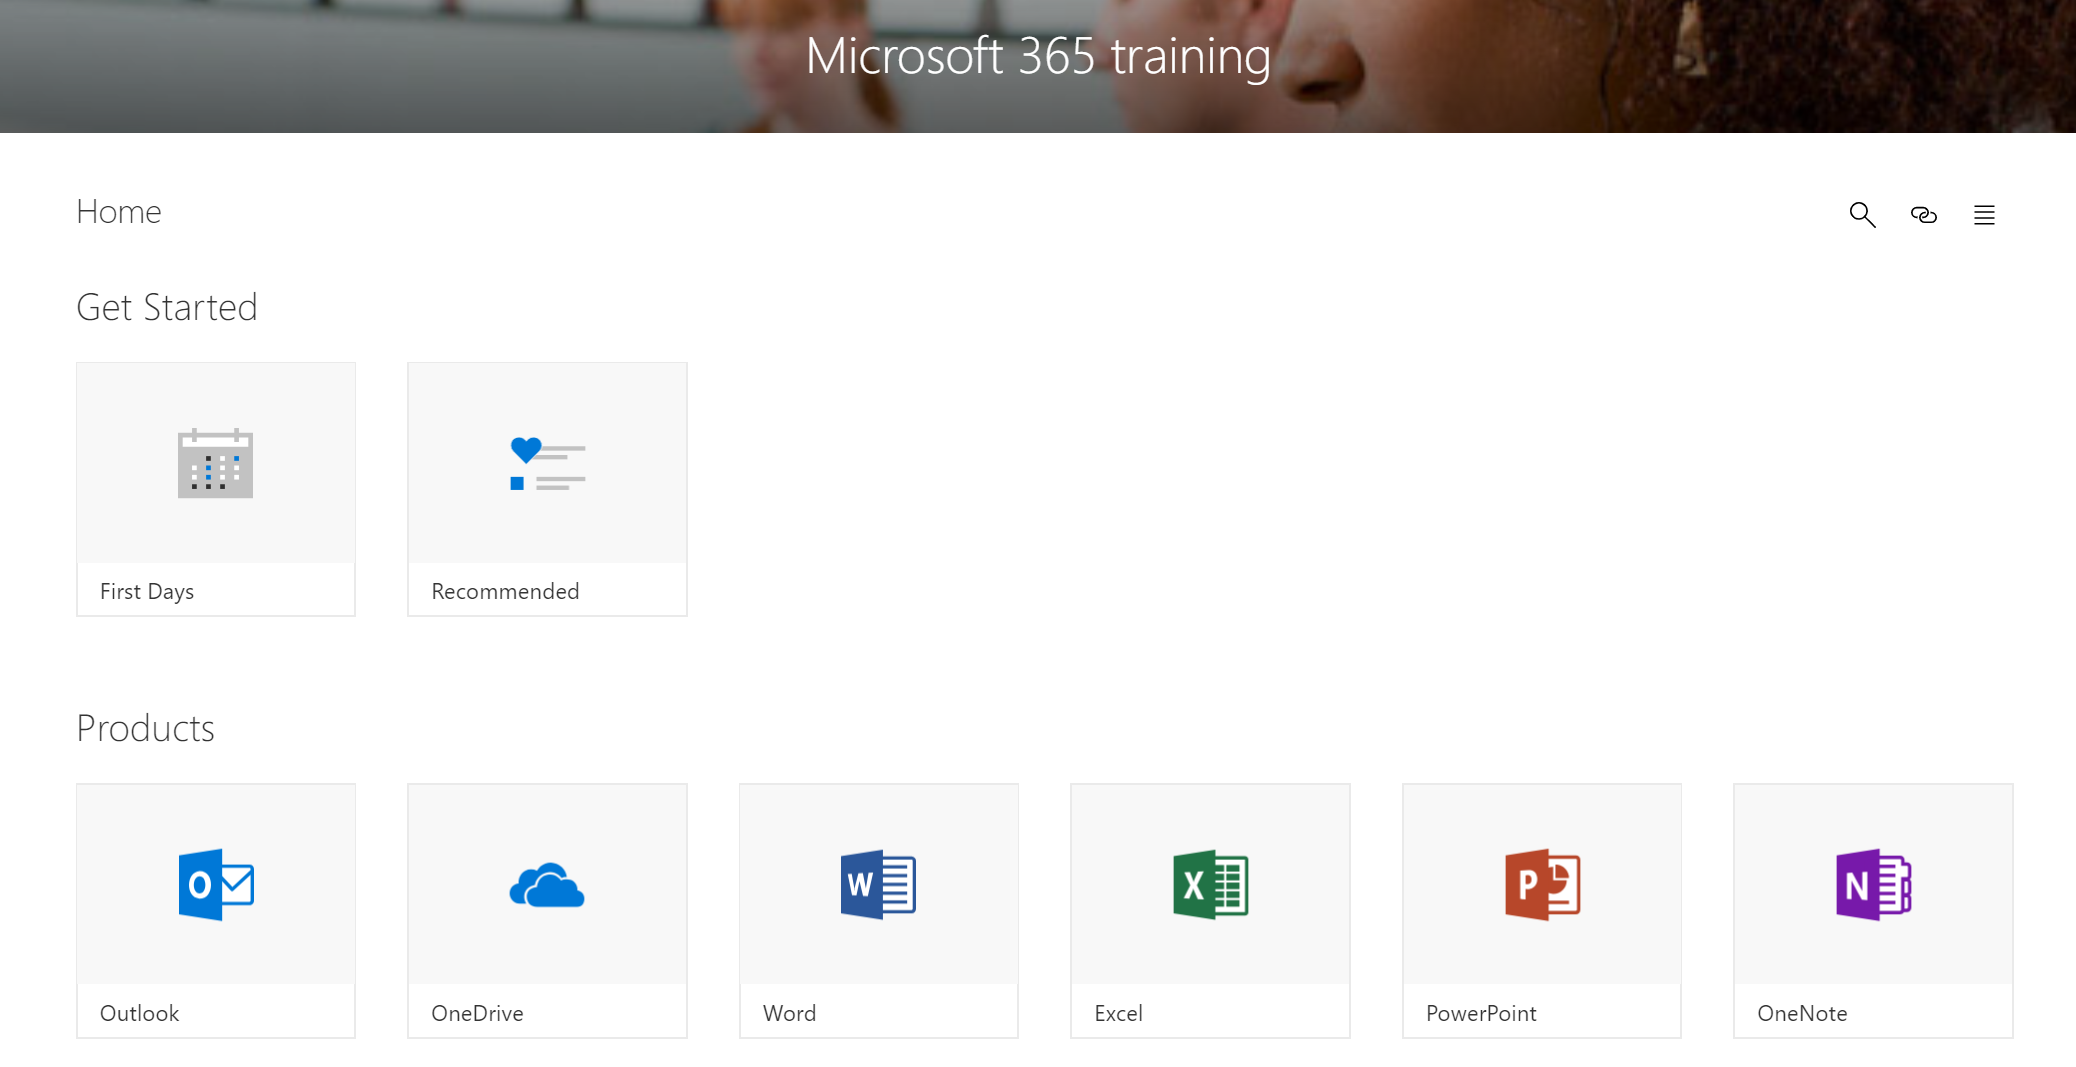 Microsoft 365 training
Home
Get Started
First Days
Recommended
Products
O
W
X
P
N
Outlook
OneDrive
Word
Excel
PowerPoint
OneNote